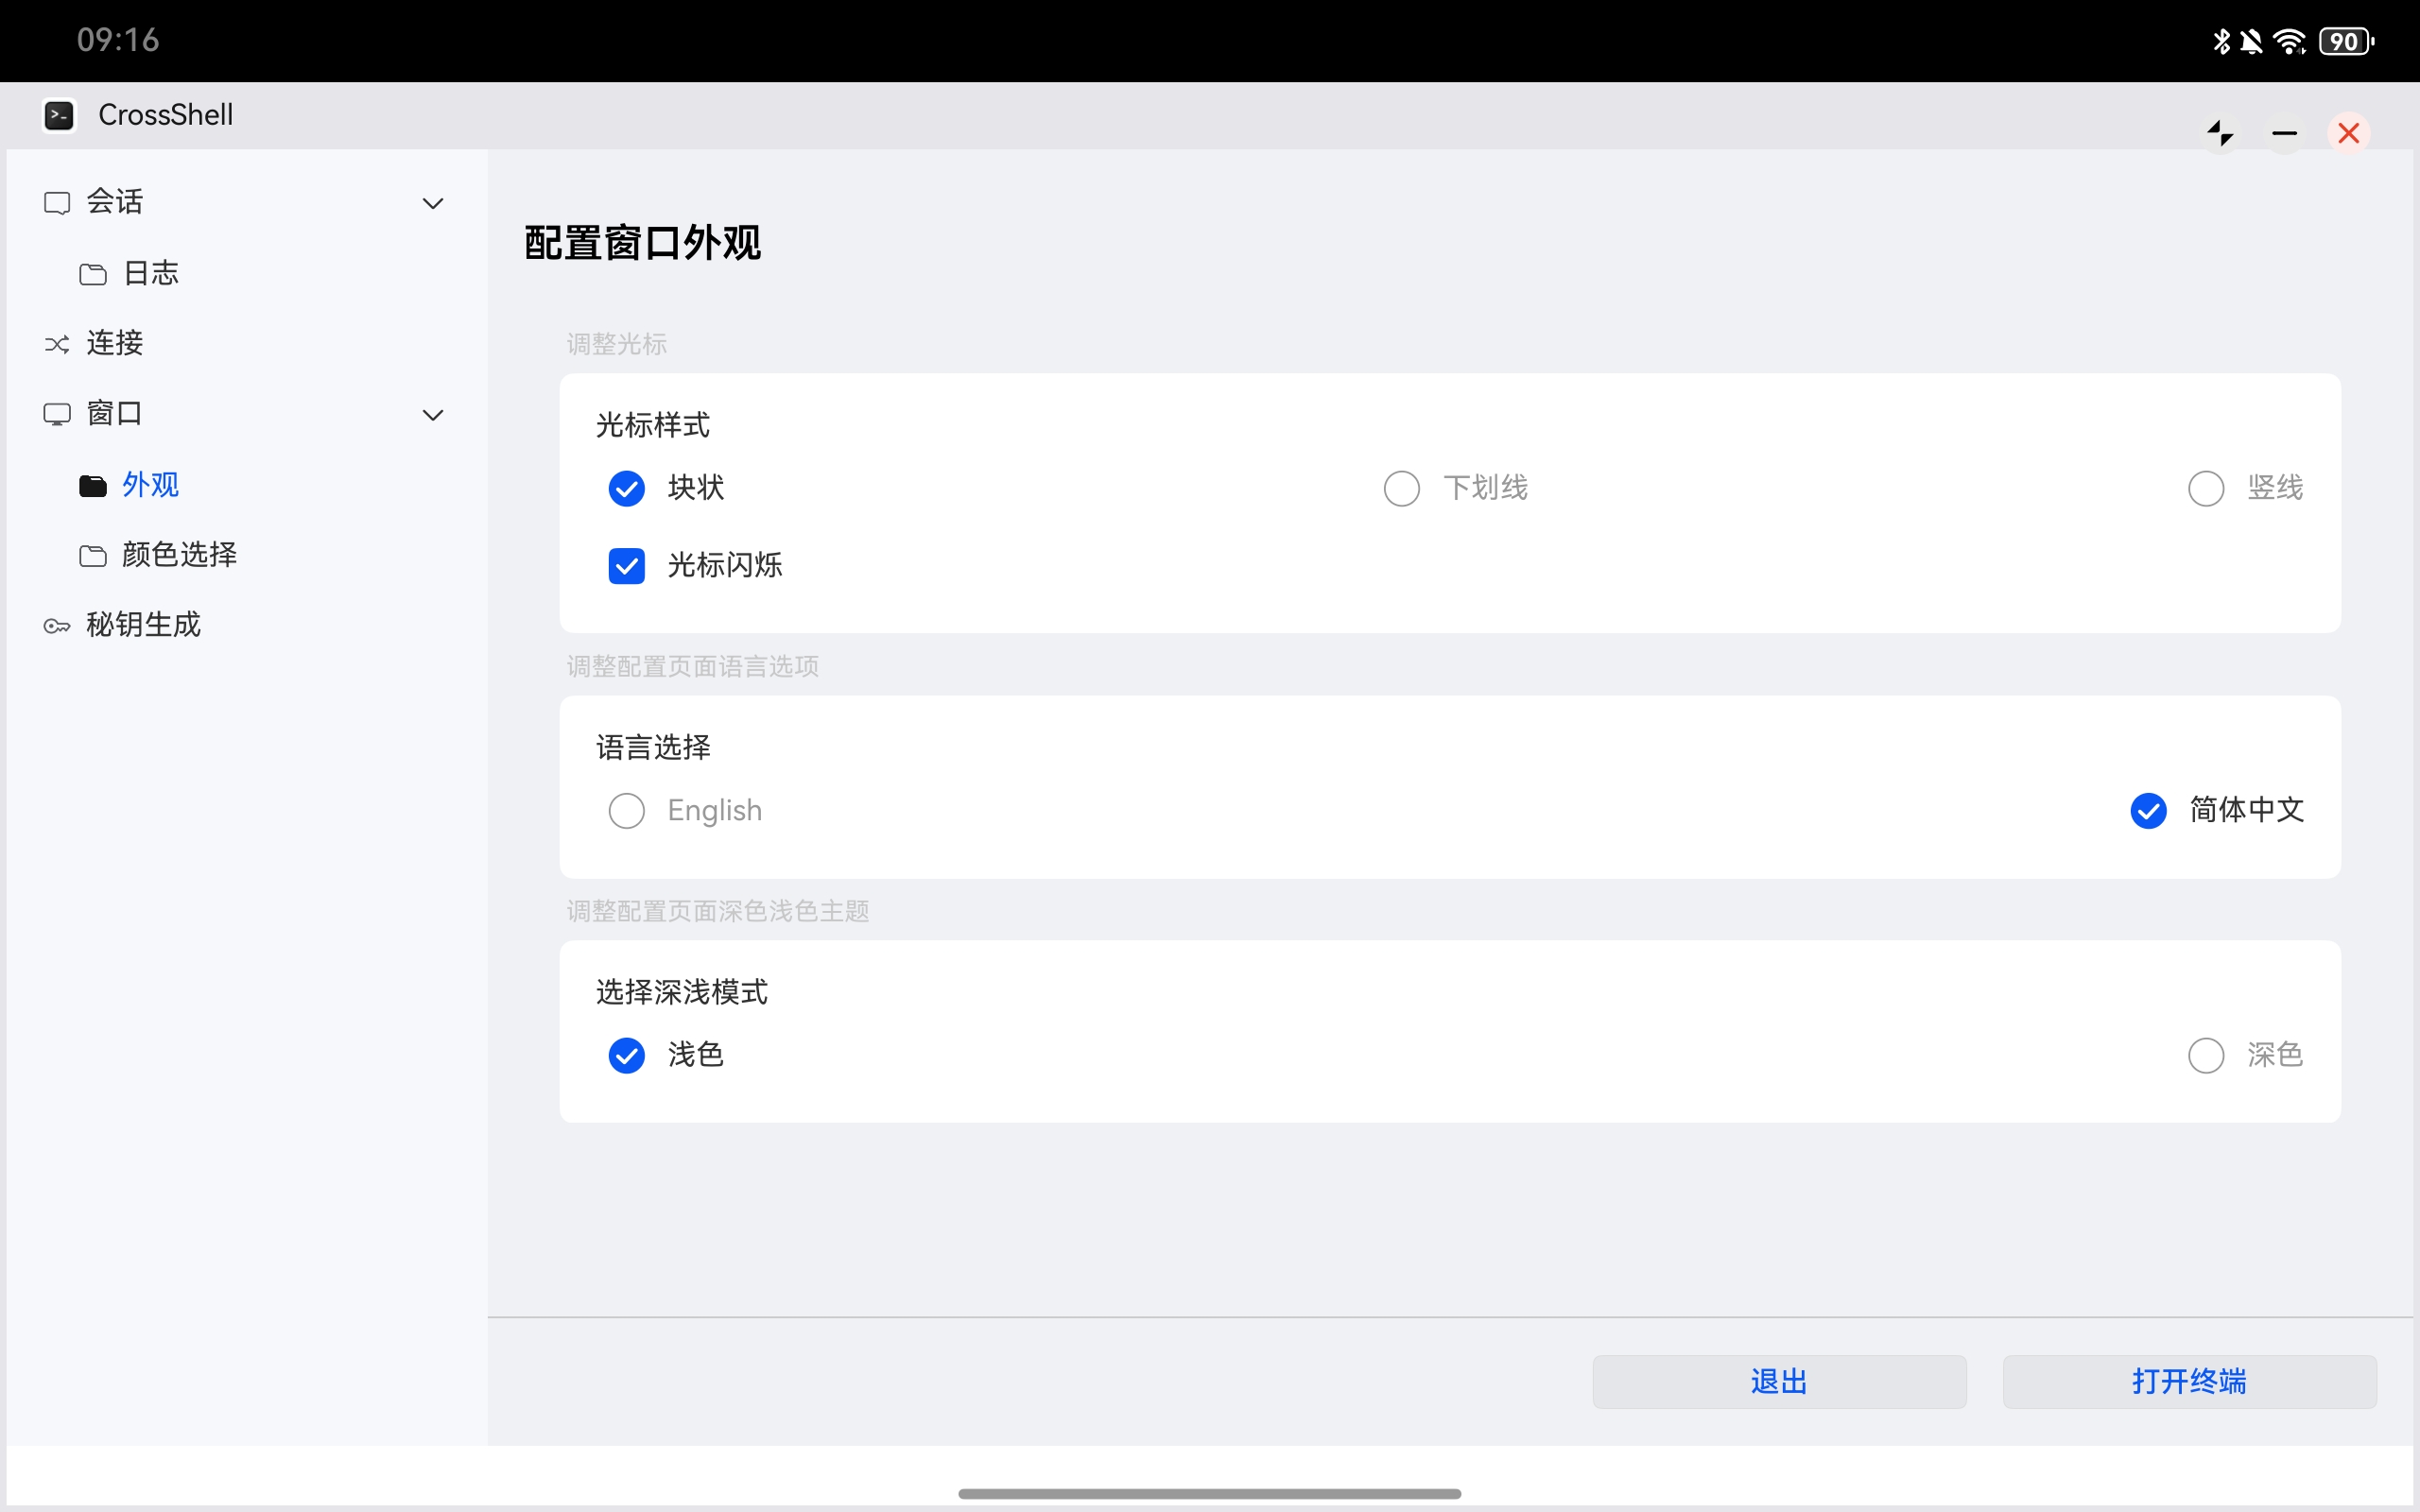 09:16
90
CrossShell
会话
日志
连接
窗口
外观
颜色选择
秘钥生成
配置窗口外观
调整光标
光标样式
块状 下划线 竖线
光标闪烁
调整配置页面语言选项
语言选择
English 简体中文
调整配置页面深色浅色主题
选择深浅模式
浅色 深色
退出 打开终端